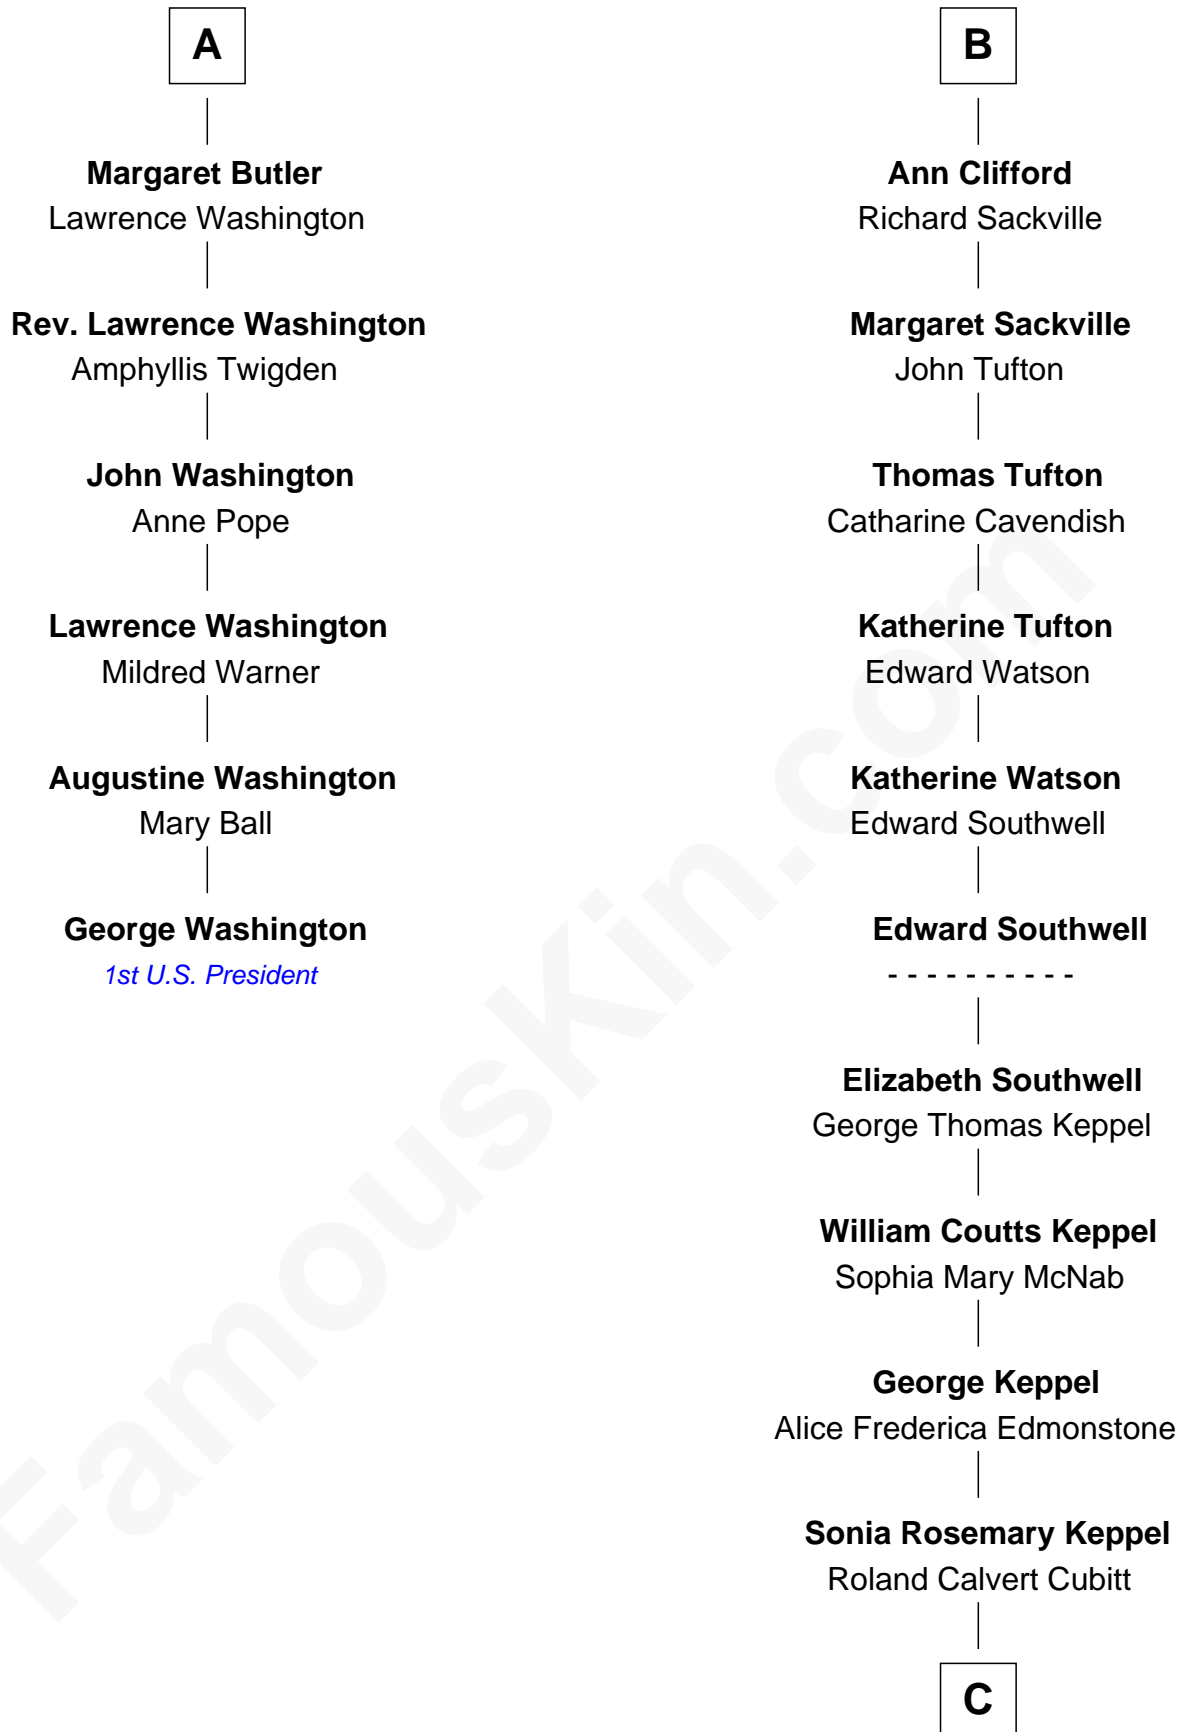 A
Margaret Butler
Lawrence Washington
Rev. Lawrence Washington
Amphyllis Twigden
John Washington
Anne Pope
Lawrence Washington
Mildred Warner
Augustine Washington
Mary Ball
George Washington
1st U.S. President
B
Ann Clifford
Richard Sackville
Margaret Sackville
John Tufton
Thomas Tufton
Catharine Cavendish
Katherine Tufton
Edward Watson
Katherine Watson
Edward Southwell
Edward Southwell
- - - - - - - - - -
Elizabeth Southwell
George Thomas Keppel
William Coutts Keppel
Sophia Mary McNab
George Keppel
Alice Frederica Edmonstone
Sonia Rosemary Keppel
Roland Calvert Cubitt
C
FamousKin.com